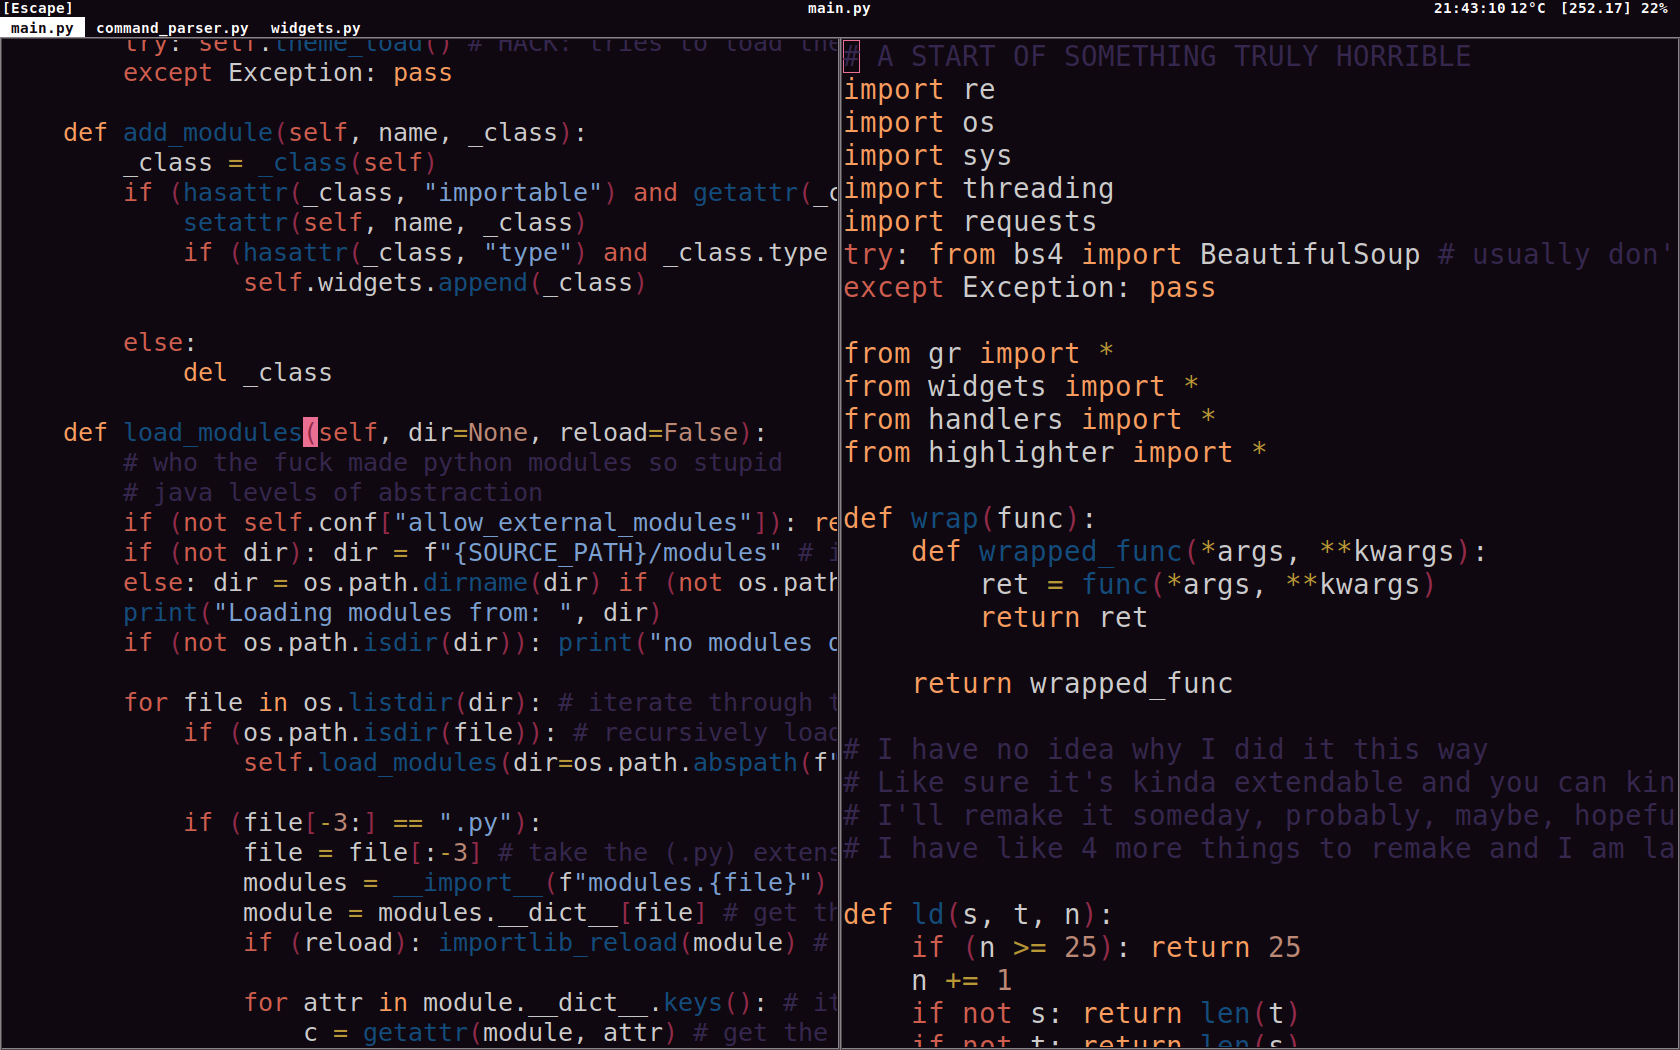 [Escape] main.py 21:43:10 12°C [252.17] 22%
main.py command_parser.py widgets.py
try: self.theme_load() # HACK: tries to load the
except Exception: pass
def add_module(self, name, _class):
_class = _class(self)
if (hasattr(_class, "importable") and getattr(_c
setattr(self, name, _class)
if (hasattr(_class, "type") and _class.type
self.widgets.append(_class)
else:
del _class
def load_modules(self, dir=None, reload=False):
# who the fuck made python modules so stupid
# java levels of abstraction
if (not self.conf["allow_external_modules"]): re
if (not dir): dir = f"{SOURCE_PATH}/modules" # i
else: dir = os.path.dirname(dir) if (not os.path
print("Loading modules from: ", dir)
if (not os.path.isdir(dir)): print("no modules d
for file in os.listdir(dir): # iterate through t
if (os.path.isdir(file)): # recursively load
self.load_modules(dir=os.path.abspath(f"
if (file[-3:] == ".py"):
file = file[:-3] # take the (.py) extens
modules = __import__(f"modules.{file}")
module = modules.__dict__[file] # get th
if (reload): importlib_reload(module) #
for attr in module.__dict__.keys(): # it
c = getattr(module, attr) # get the
# A START OF SOMETHING TRULY HORRIBLE
import re
import os
import sys
import threading
import requests
try: from bs4 import BeautifulSoup # usually don'
except Exception: pass
from gr import *
from widgets import *
from handlers import *
from highlighter import *
def wrap(func):
def wrapped_func(*args, **kwargs):
ret = func(*args, **kwargs)
return ret
return wrapped_func
# I have no idea why I did it this way
# Like sure it's kinda extendable and you can kin
# I'll remake it someday, probably, maybe, hopefu
# I have like 4 more things to remake and I am la
def ld(s, t, n):
if (n >= 25): return 25
n += 1
if not s: return len(t)
if not t: return len(s)